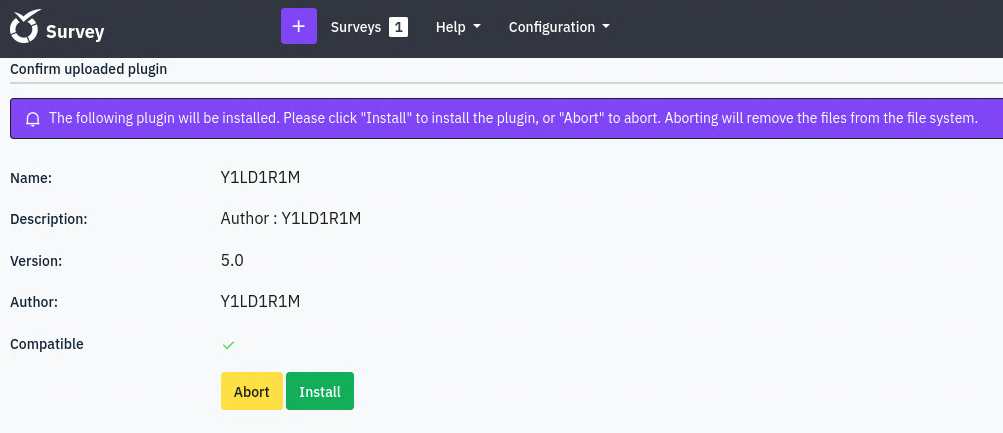 Survey + Surveys 1 Help Configuration
Confirm uploaded plugin
The following plugin will be installed. Please click "Install" to install the plugin, or "Abort" to abort. Aborting will remove the files from the file system.
Name: Y1LD1R1M
Description: Author : Y1LD1R1M
Version: 5.0
Author: Y1LD1R1M
Compatible
Abort Install